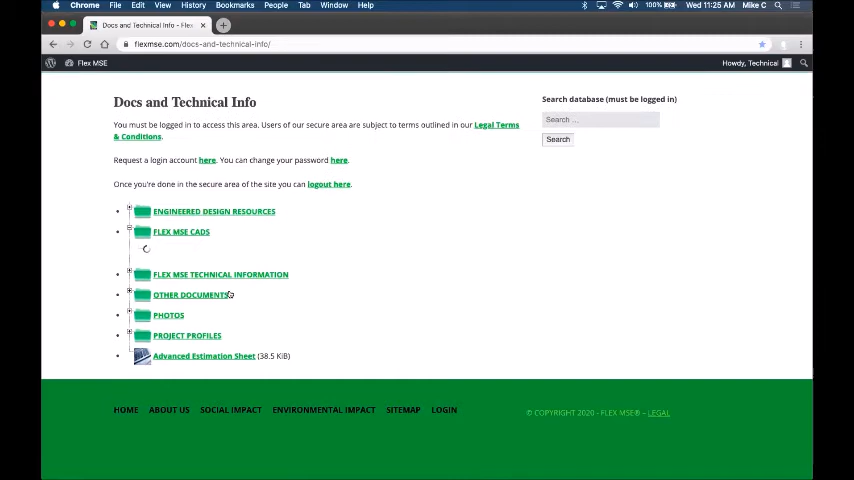 Chrome File Edit View History Bookmarks People Tab Window Help 100% Wed 11:25 AM Mike C
Docs and Technical Info - Flex
flexmse.com/docs-and-technical-info/
Flex MSE Howdy, Technical
Docs and Technical Info
Search database (must be logged in)
You must be logged in to access this area. Users of our secure area are subject to terms outlined in our Legal Terms
& Conditions.
Search …
Search
Request a login account here. You can change your password here.
Once you're done in the secure area of the site you can logout here.
ENGINEERED DESIGN RESOURCES
FLEX MSE CADS
FLEX MSE TECHNICAL INFORMATION
OTHER DOCUMENTS
PHOTOS
PROJECT PROFILES
Advanced Estimation Sheet (38.5 KiB)
HOME ABOUT US SOCIAL IMPACT ENVIRONMENTAL IMPACT SITEMAP LOGIN
© COPYRIGHT 2020 - FLEX MSE® – LEGAL